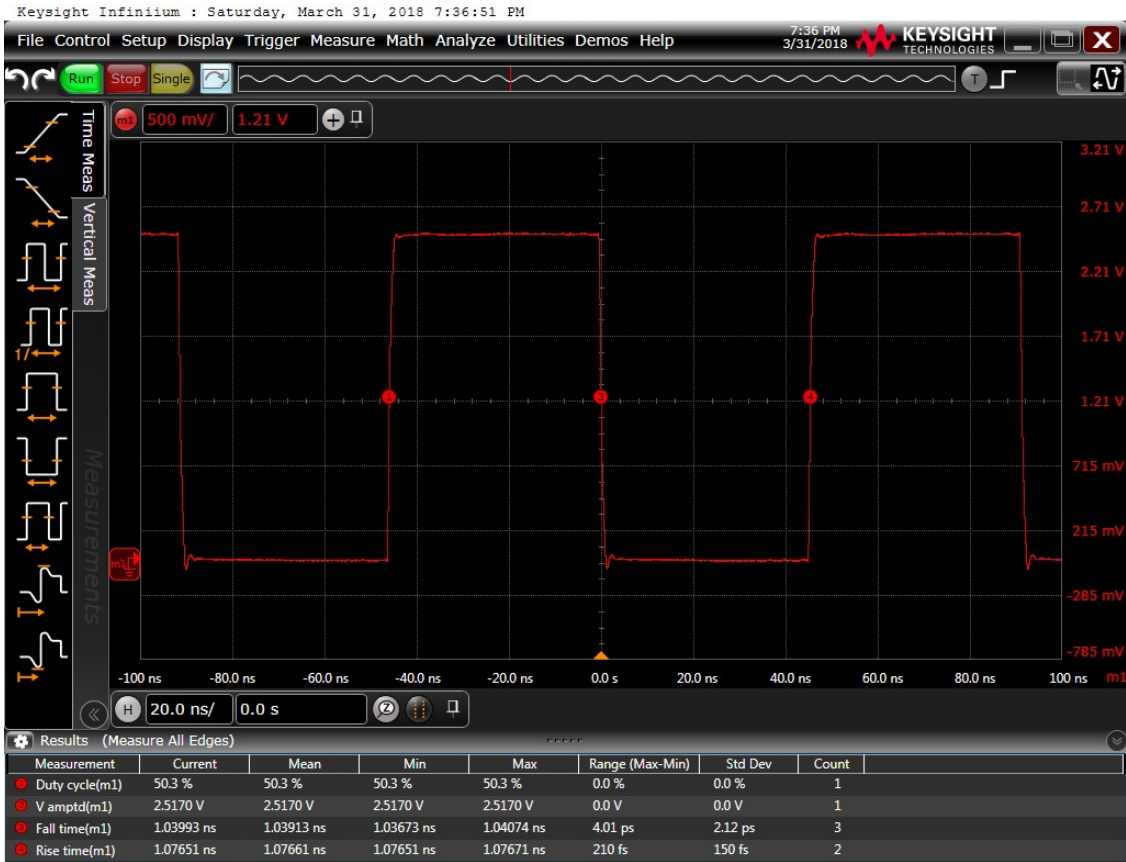 Keysight Infiniium : Saturday, March 31, 2018 7:36:51 PM
File Control Setup Display Trigger Measure Math Analyze Utilities Demos Help
7:36 PM
3/31/2018
KEYSIGHT
TECHNOLOGIES
Run Stop Single
T
m1 500 mV/ 1.21 V
Time Meas
Vertical Meas
Measurements
1/
3.21 V
2.71 V
2.21 V
1.71 V
1.21 V
715 mV
215 mV
-285 mV
-785 mV
1 3 4
m1
-100 ns -80.0 ns -60.0 ns -40.0 ns -20.0 ns 0.0 s 20.0 ns 40.0 ns 60.0 ns 80.0 ns 100 ns m1
H 20.0 ns/ 0.0 s Z
Results (Measure All Edges)
Measurement Current Mean Min Max Range (Max-Min) Std Dev Count
1 Duty cycle(m1) 50.3 % 50.3 % 50.3 % 50.3 % 0.0 % 0.0 % 1
2 V amptd(m1) 2.5170 V 2.5170 V 2.5170 V 2.5170 V 0.0 V 0.0 V 1
3 Fall time(m1) 1.03993 ns 1.03913 ns 1.03673 ns 1.04074 ns 4.01 ps 2.12 ps 3
4 Rise time(m1) 1.07651 ns 1.07661 ns 1.07651 ns 1.07671 ns 210 fs 150 fs 2